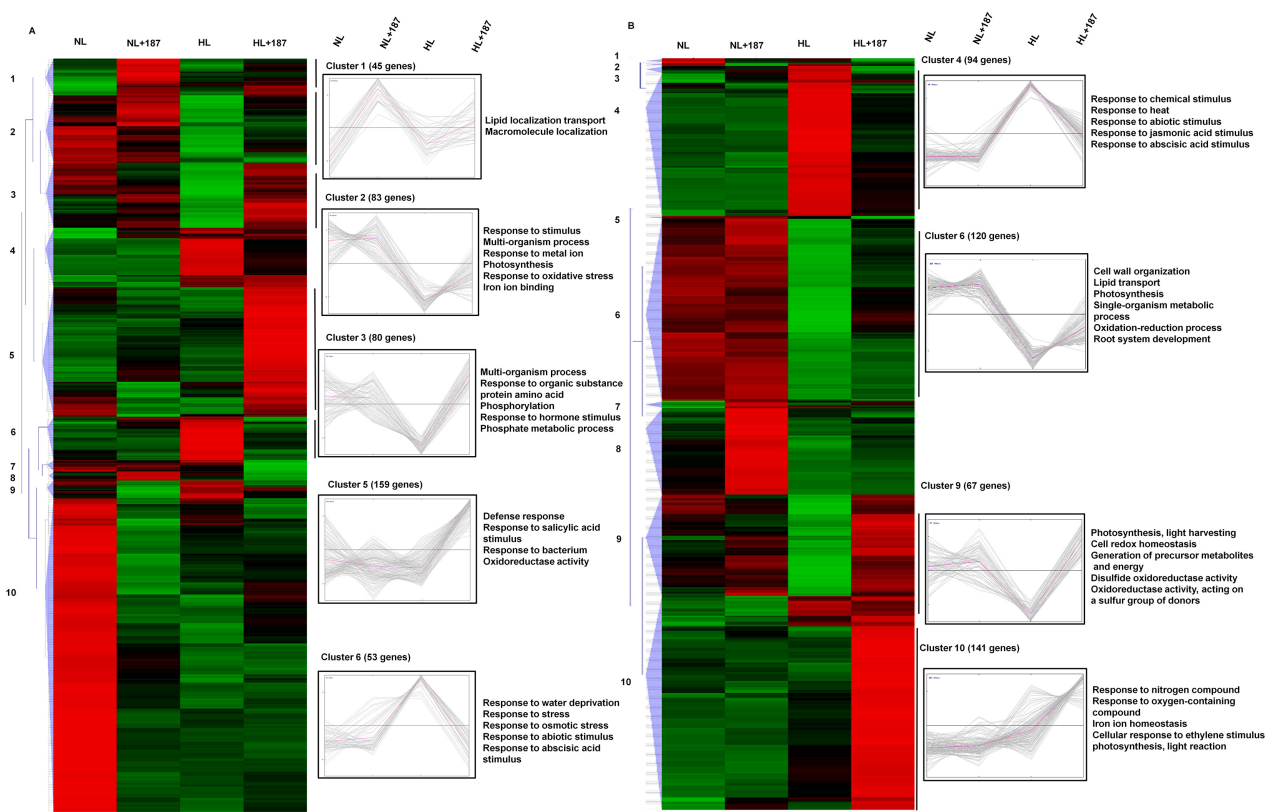 A
NL
NL+187
HL
HL+187
1
2
3
4
5
6
7
8
9
10
NL
NL+187
HL
HL+187
Cluster 1 (45 genes)
Lipid localization transport
Macromolecule localization
Cluster 2 (83 genes)
Response to stimulus
Multi-organism process
Response to metal ion
Photosynthesis
Response to oxidative stress
Iron ion binding
Cluster 3 (80 genes)
Multi-organism process
Response to organic substance
protein amino acid
Phosphorylation
Response to hormone stimulus
Phosphate metabolic process
Cluster 5 (159 genes)
Defense response
Response to salicylic acid
stimulus
Response to bacterium
Oxidoreductase activity
Cluster 6 (53 genes)
Response to water deprivation
Response to stress
Response to osmotic stress
Response to abiotic stimulus
Response to abscisic acid
stimulus
B
NL
NL+187
HL
HL+187
1
2
3
4
5
6
7
8
9
10
NL
NL+187
HL
HL+187
Cluster 4 (94 genes)
Response to chemical stimulus
Response to heat
Response to abiotic stimulus
Response to jasmonic acid stimulus
Response to abscisic acid stimulus
Cluster 6 (120 genes)
Cell wall organization
Lipid transport
Photosynthesis
Single-organism metabolic
process
Oxidation-reduction process
Root system development
Cluster 9 (67 genes)
Photosynthesis, light harvesting
Cell redox homeostasis
Generation of precursor metabolites
and energy
Disulfide oxidoreductase activity
Oxidoreductase activity, acting on
a sulfur group of donors
Cluster 10 (141 genes)
Response to nitrogen compound
Response to oxygen-containing
compound
Iron ion homeostasis
Cellular response to ethylene stimulus
photosynthesis, light reaction